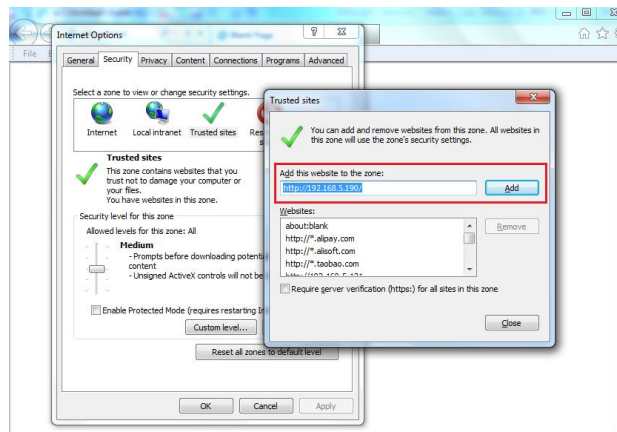 File
Internet Options
General Security Privacy Content Connections Programs Advanced
Select a zone to view or change security settings.
Internet Local intranet Trusted sites
Trusted sites
This zone contains websites that you
trust not to damage your computer or
your files.
You have websites in this zone.
Security level for this zone
Allowed levels for this zone: All
Medium
- Prompts before downloading
content
- Unsigned ActiveX controls will not be
Enable Protected Mode (requires restarting
Custom level...
Reset all zones to default level
OK Cancel Apply
Trusted sites
You can add and remove websites from this zone. All websites in
this zone will use the zone's security settings.
Add this website to the zone:
http://192.168.5.190/ Add
Websites:
about:blank Remove
http://*.alipay.com
http://*.alisoft.com
http://*.taobao.com
Require server verification (https:) for all sites in this zone
Close